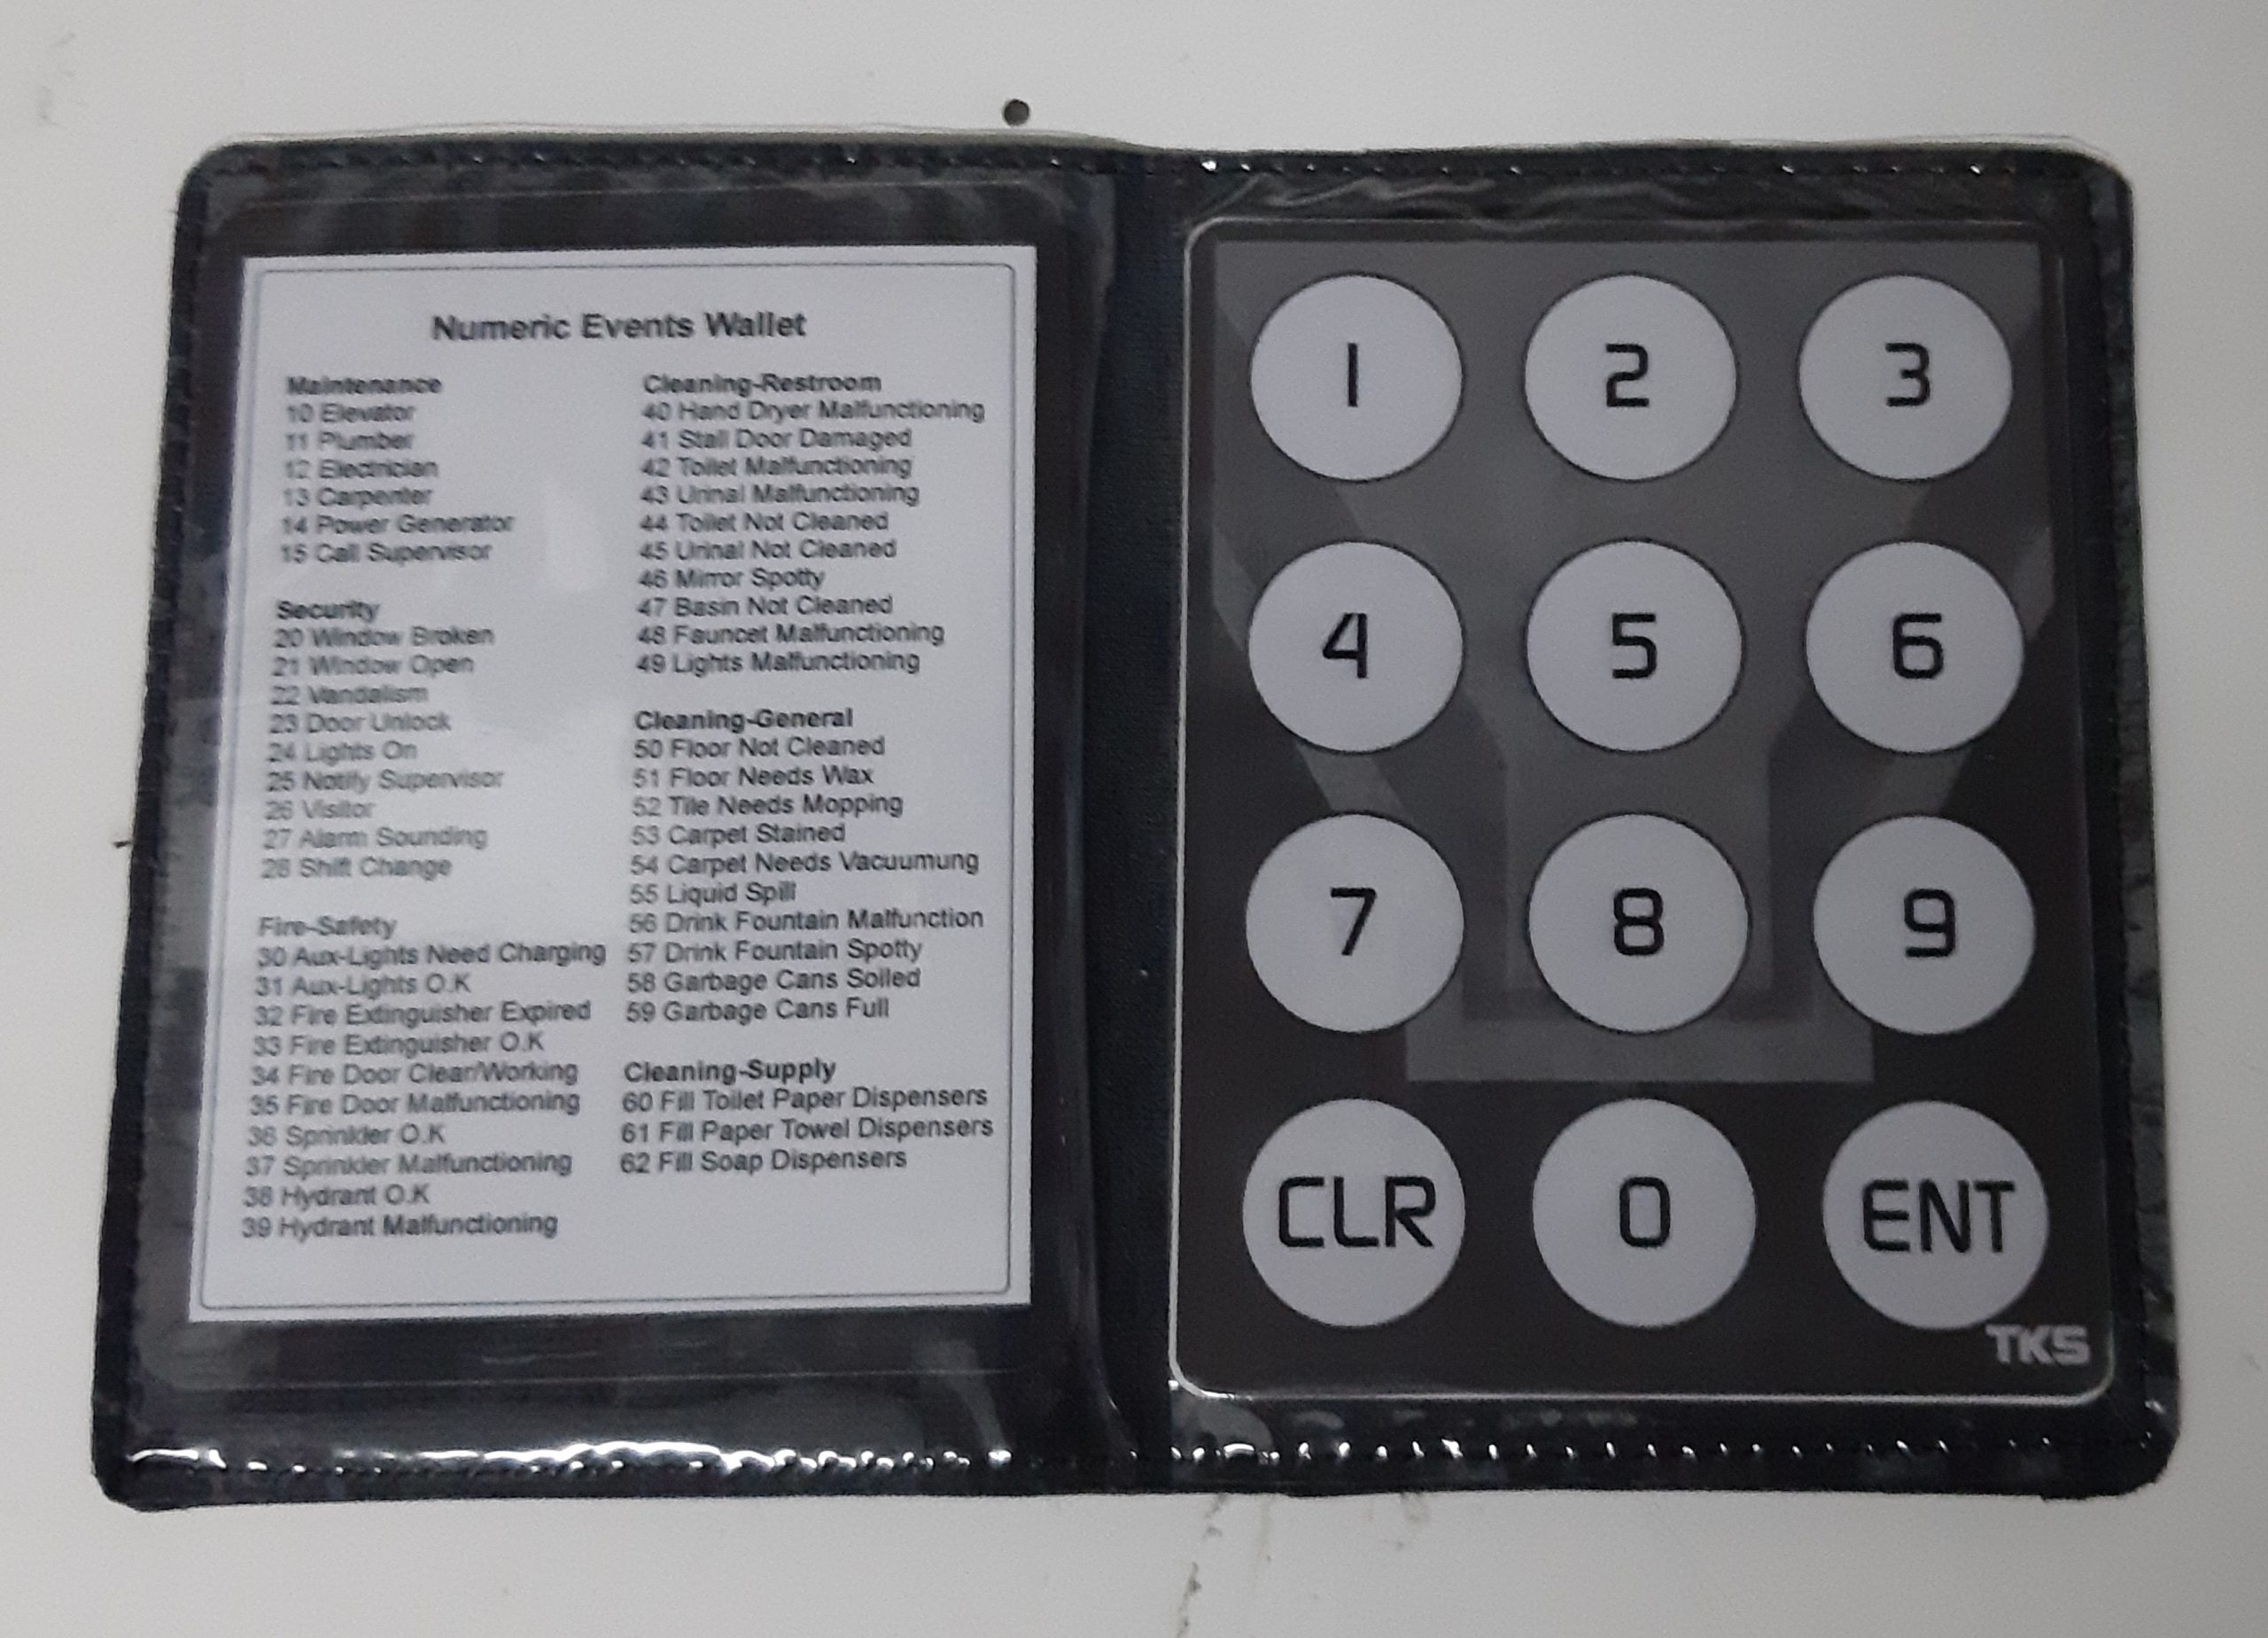 Numeric Events Wallet
Maintenance
10 Elevator
11 Plumber
12 Electrician
13 Carpenter
14 Power Generator
15 Call Supervisor
Security
20 Window Broken
21 Window Open
22 Vandalism
23 Door Unlock
24 Lights On
25 Notify Supervisor
26 Visitor
27 Alarm Sounding
28 Shift Change
Fire-Safety
30 Aux-Lights Need Charging
31 Aux-Lights O.K
32 Fire Extinguisher Expired
33 Fire Extinguisher O.K
34 Fire Door Clear/Working
35 Fire Door Malfunctioning
36 Sprinkler O.K
37 Sprinkler Malfunctioning
38 Hydrant O.K
39 Hydrant Malfunctioning
Cleaning-Restroom
40 Hand Dryer Malfunctioning
41 Stall Door Damaged
42 Toilet Malfunctioning
43 Urinal Malfunctioning
44 Toilet Not Cleaned
45 Urinal Not Cleaned
46 Mirror Spotty
47 Basin Not Cleaned
48 Fauncet Malfunctioning
49 Lights Malfunctioning
Cleaning-General
50 Floor Not Cleaned
51 Floor Needs Wax
52 Tile Needs Mopping
53 Carpet Stained
54 Carpet Needs Vacuumung
55 Liquid Spill
56 Drink Fountain Malfunction
57 Drink Fountain Spotty
58 Garbage Cans Soiled
59 Garbage Cans Full
Cleaning-Supply
60 Fill Toilet Paper Dispensers
61 Fill Paper Towel Dispensers
62 Fill Soap Dispensers
1 2 3
4 5 6
7 8 9
CLR 0 ENT
TKS